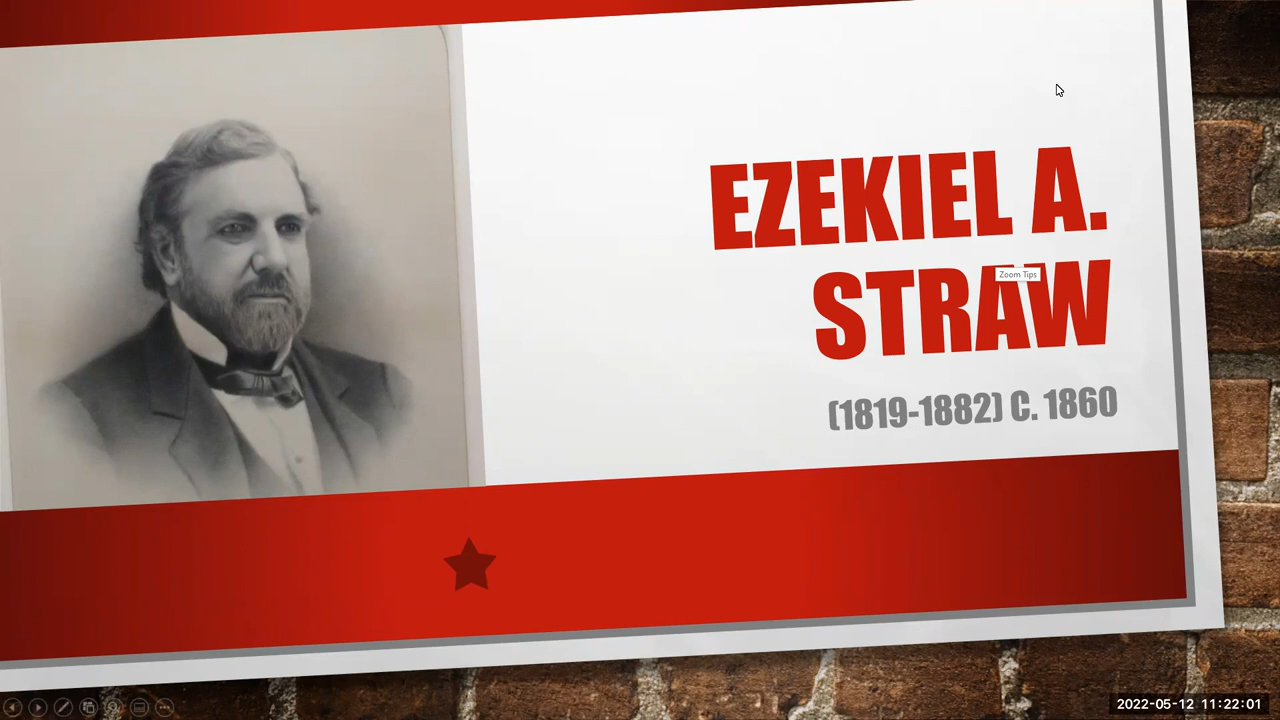 EZEKIEL A.
STRAW
Zoom Tips
(1819-1882) C. 1860
2022-05-12 11:22:01